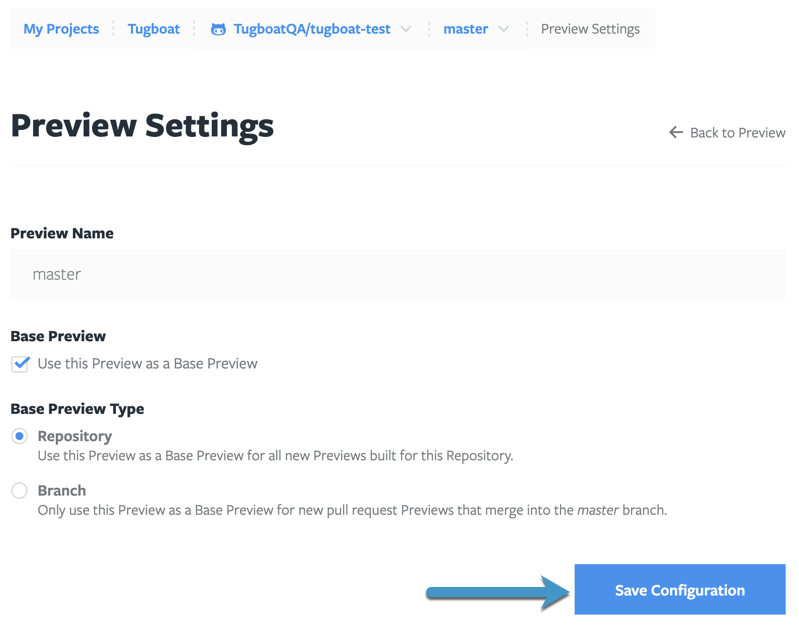 My Projects Tugboat TugboatQA/tugboat-test master Preview Settings
Preview Settings
Back to Preview
Preview Name
master
Base Preview
Use this Preview as a Base Preview
Base Preview Type
Repository
Use this Preview as a Base Preview for all new Previews built for this Repository.
Branch
Only use this Preview as a Base Preview for new pull request Previews that merge into the master branch.
Save Configuration